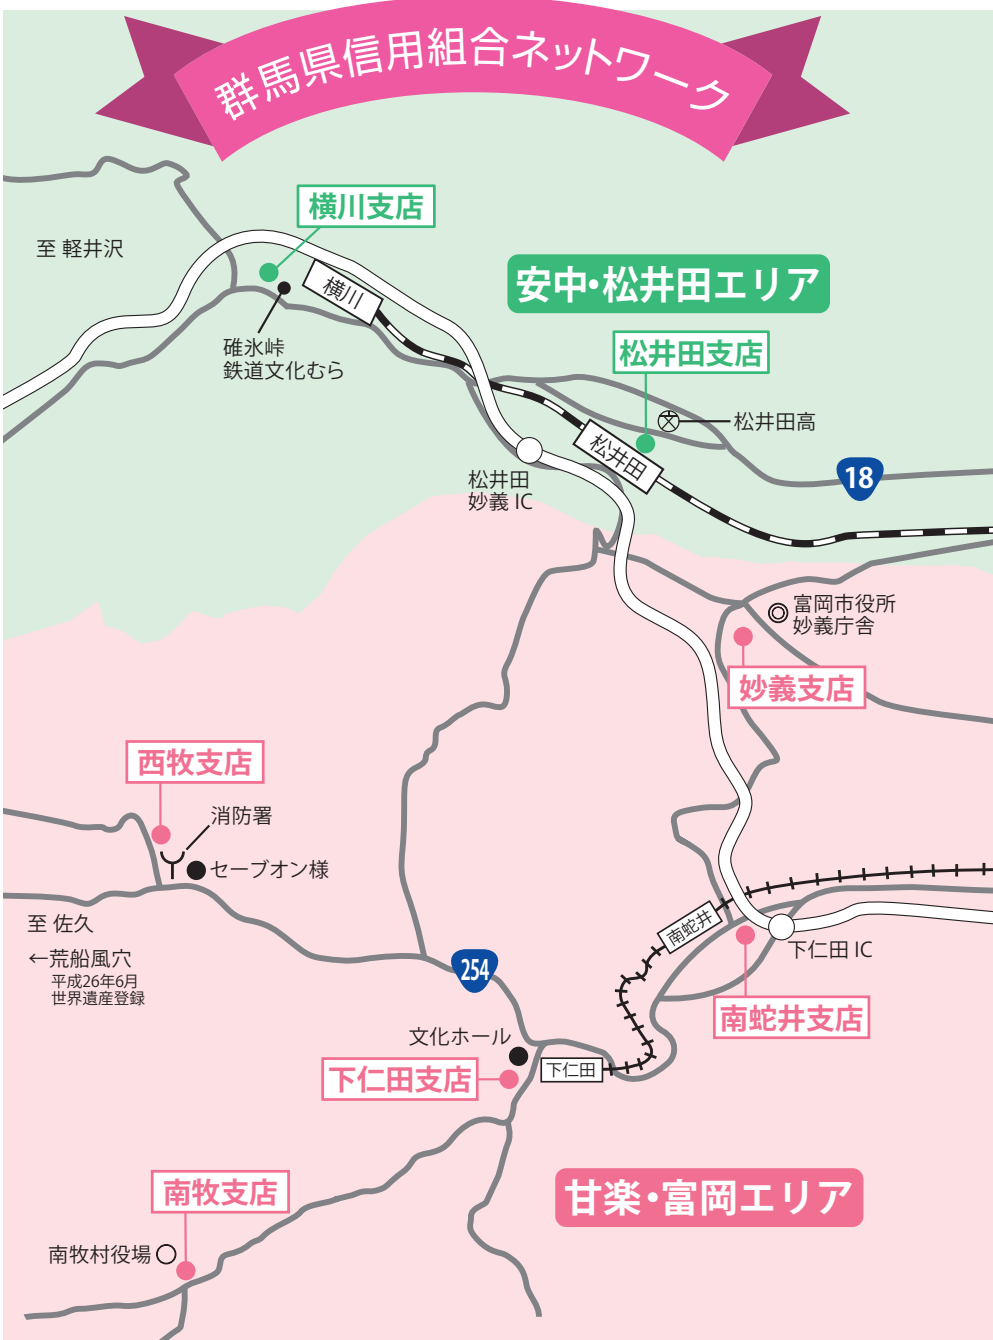 群馬県信用組合ネットワーク
横川支店
至 軽井沢
安中・松井田エリア
横川
碓氷峠
鉄道文化むら
松井田支店
松井田高
松井田
18
松井田
妙義 IC
富岡市役所
妙義庁舎
妙義支店
西牧支店
消防署
セーブオン様
至 佐久
←荒船風穴
平成26年6月
世界遺産登録
南蛇井
下仁田 IC
254
南蛇井支店
文化ホール
下仁田
下仁田支店
甘楽・富岡エリア
南牧支店
南牧村役場